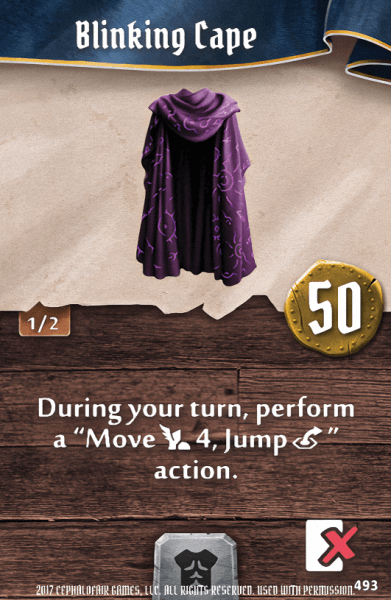 Blinking Cape
50
1/2
During your turn, perform
a “Move 4, Jump ”
action.
493
2017 CEPHALOFAIR GAMES, LLC. ALL RIGHTS RESERVED. USED WITH PERMISSION.